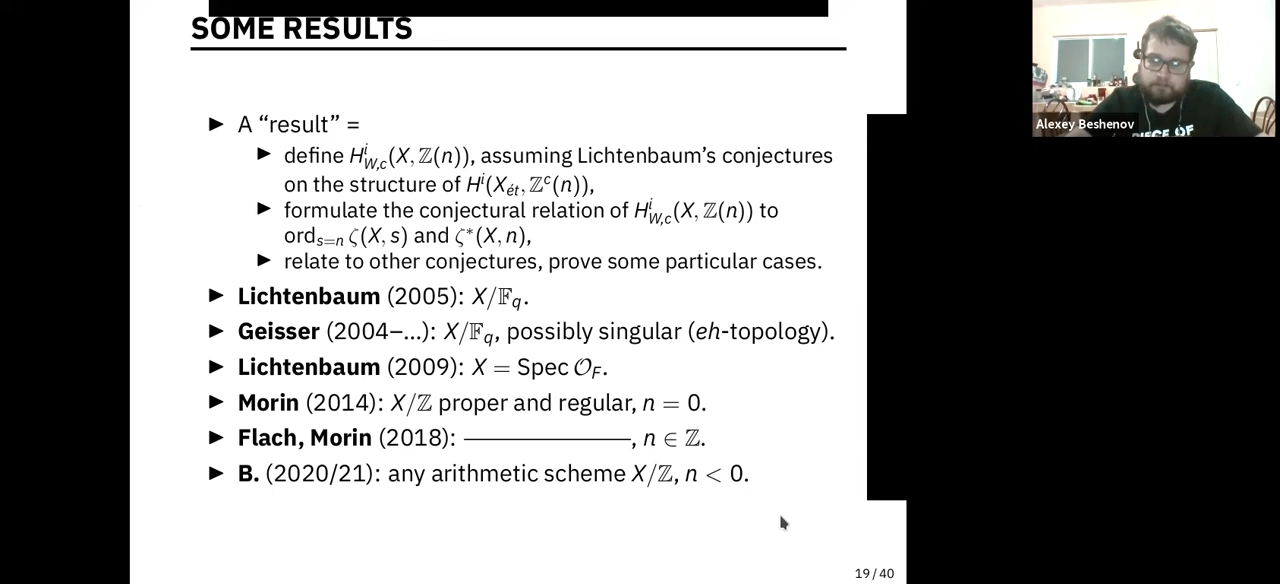 SOME RESULTS
► A “result” =
► define H^i_{W,c}(X, ℤ(n)), assuming Lichtenbaum’s conjectures
on the structure of H^i(X_{ét}, ℤ^c(n)),
► formulate the conjectural relation of H^i_{W,c}(X, ℤ(n)) to
ord_{s=n} ζ(X, s) and ζ*(X, n),
► relate to other conjectures, prove some particular cases.
► Lichtenbaum (2005): X/𝔽_q.
► Geisser (2004–...): X/𝔽_q, possibly singular (eh-topology).
► Lichtenbaum (2009): X = Spec 𝒪_F.
► Morin (2014): X/ℤ proper and regular, n = 0.
► Flach, Morin (2018): ——————, n ∈ ℤ.
► B. (2020/21): any arithmetic scheme X/ℤ, n < 0.
19 / 40
Alexey Beshenov
PIECE OF